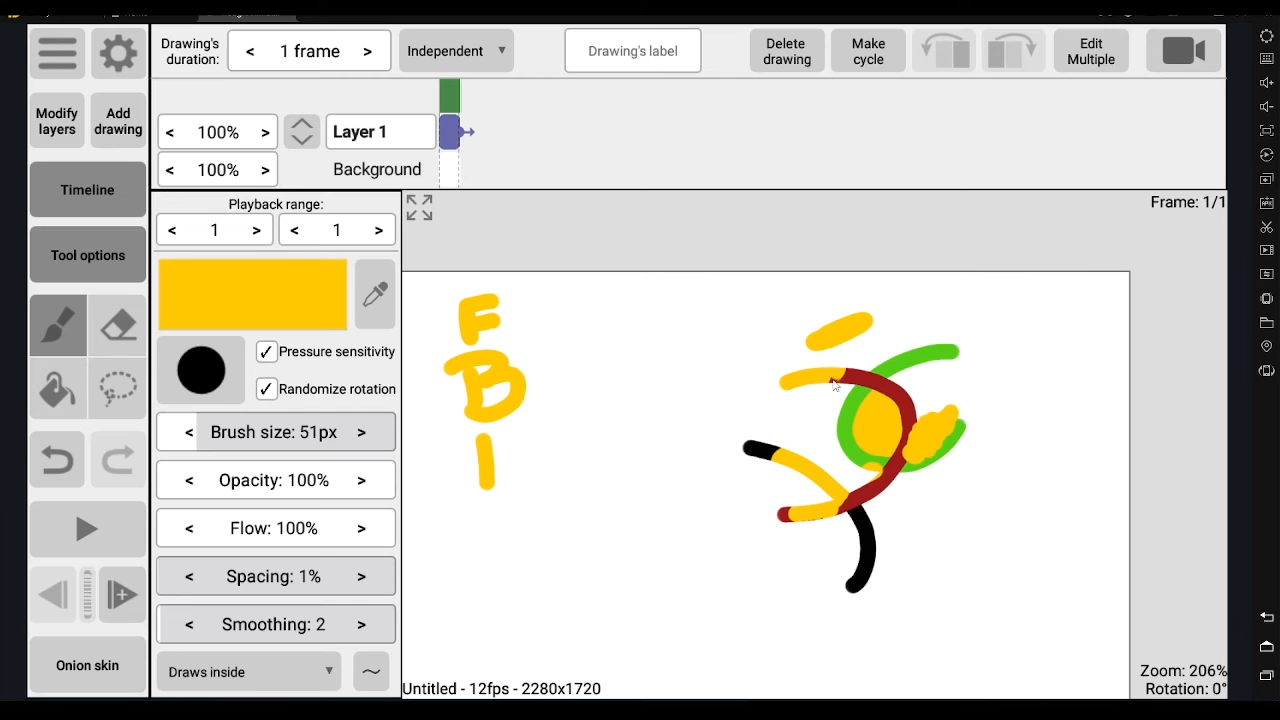 Drawing's duration:
< 1 frame >
Independent
Drawing's label
Delete drawing
Make cycle
Edit Multiple
Modify layers
Add drawing
< 100% >
Layer 1
< 100% >
Background
Timeline
Playback range:
Frame: 1/1
< 1 >
< 1 >
Tool options
F
B
I
Pressure sensitivity
Randomize rotation
< Brush size: 51px >
< Opacity: 100% >
< Flow: 100% >
< Spacing: 1% >
< Smoothing: 2 >
Onion skin
Draws inside
Zoom: 206%
Untitled - 12fps - 2280x1720
Rotation: 0°